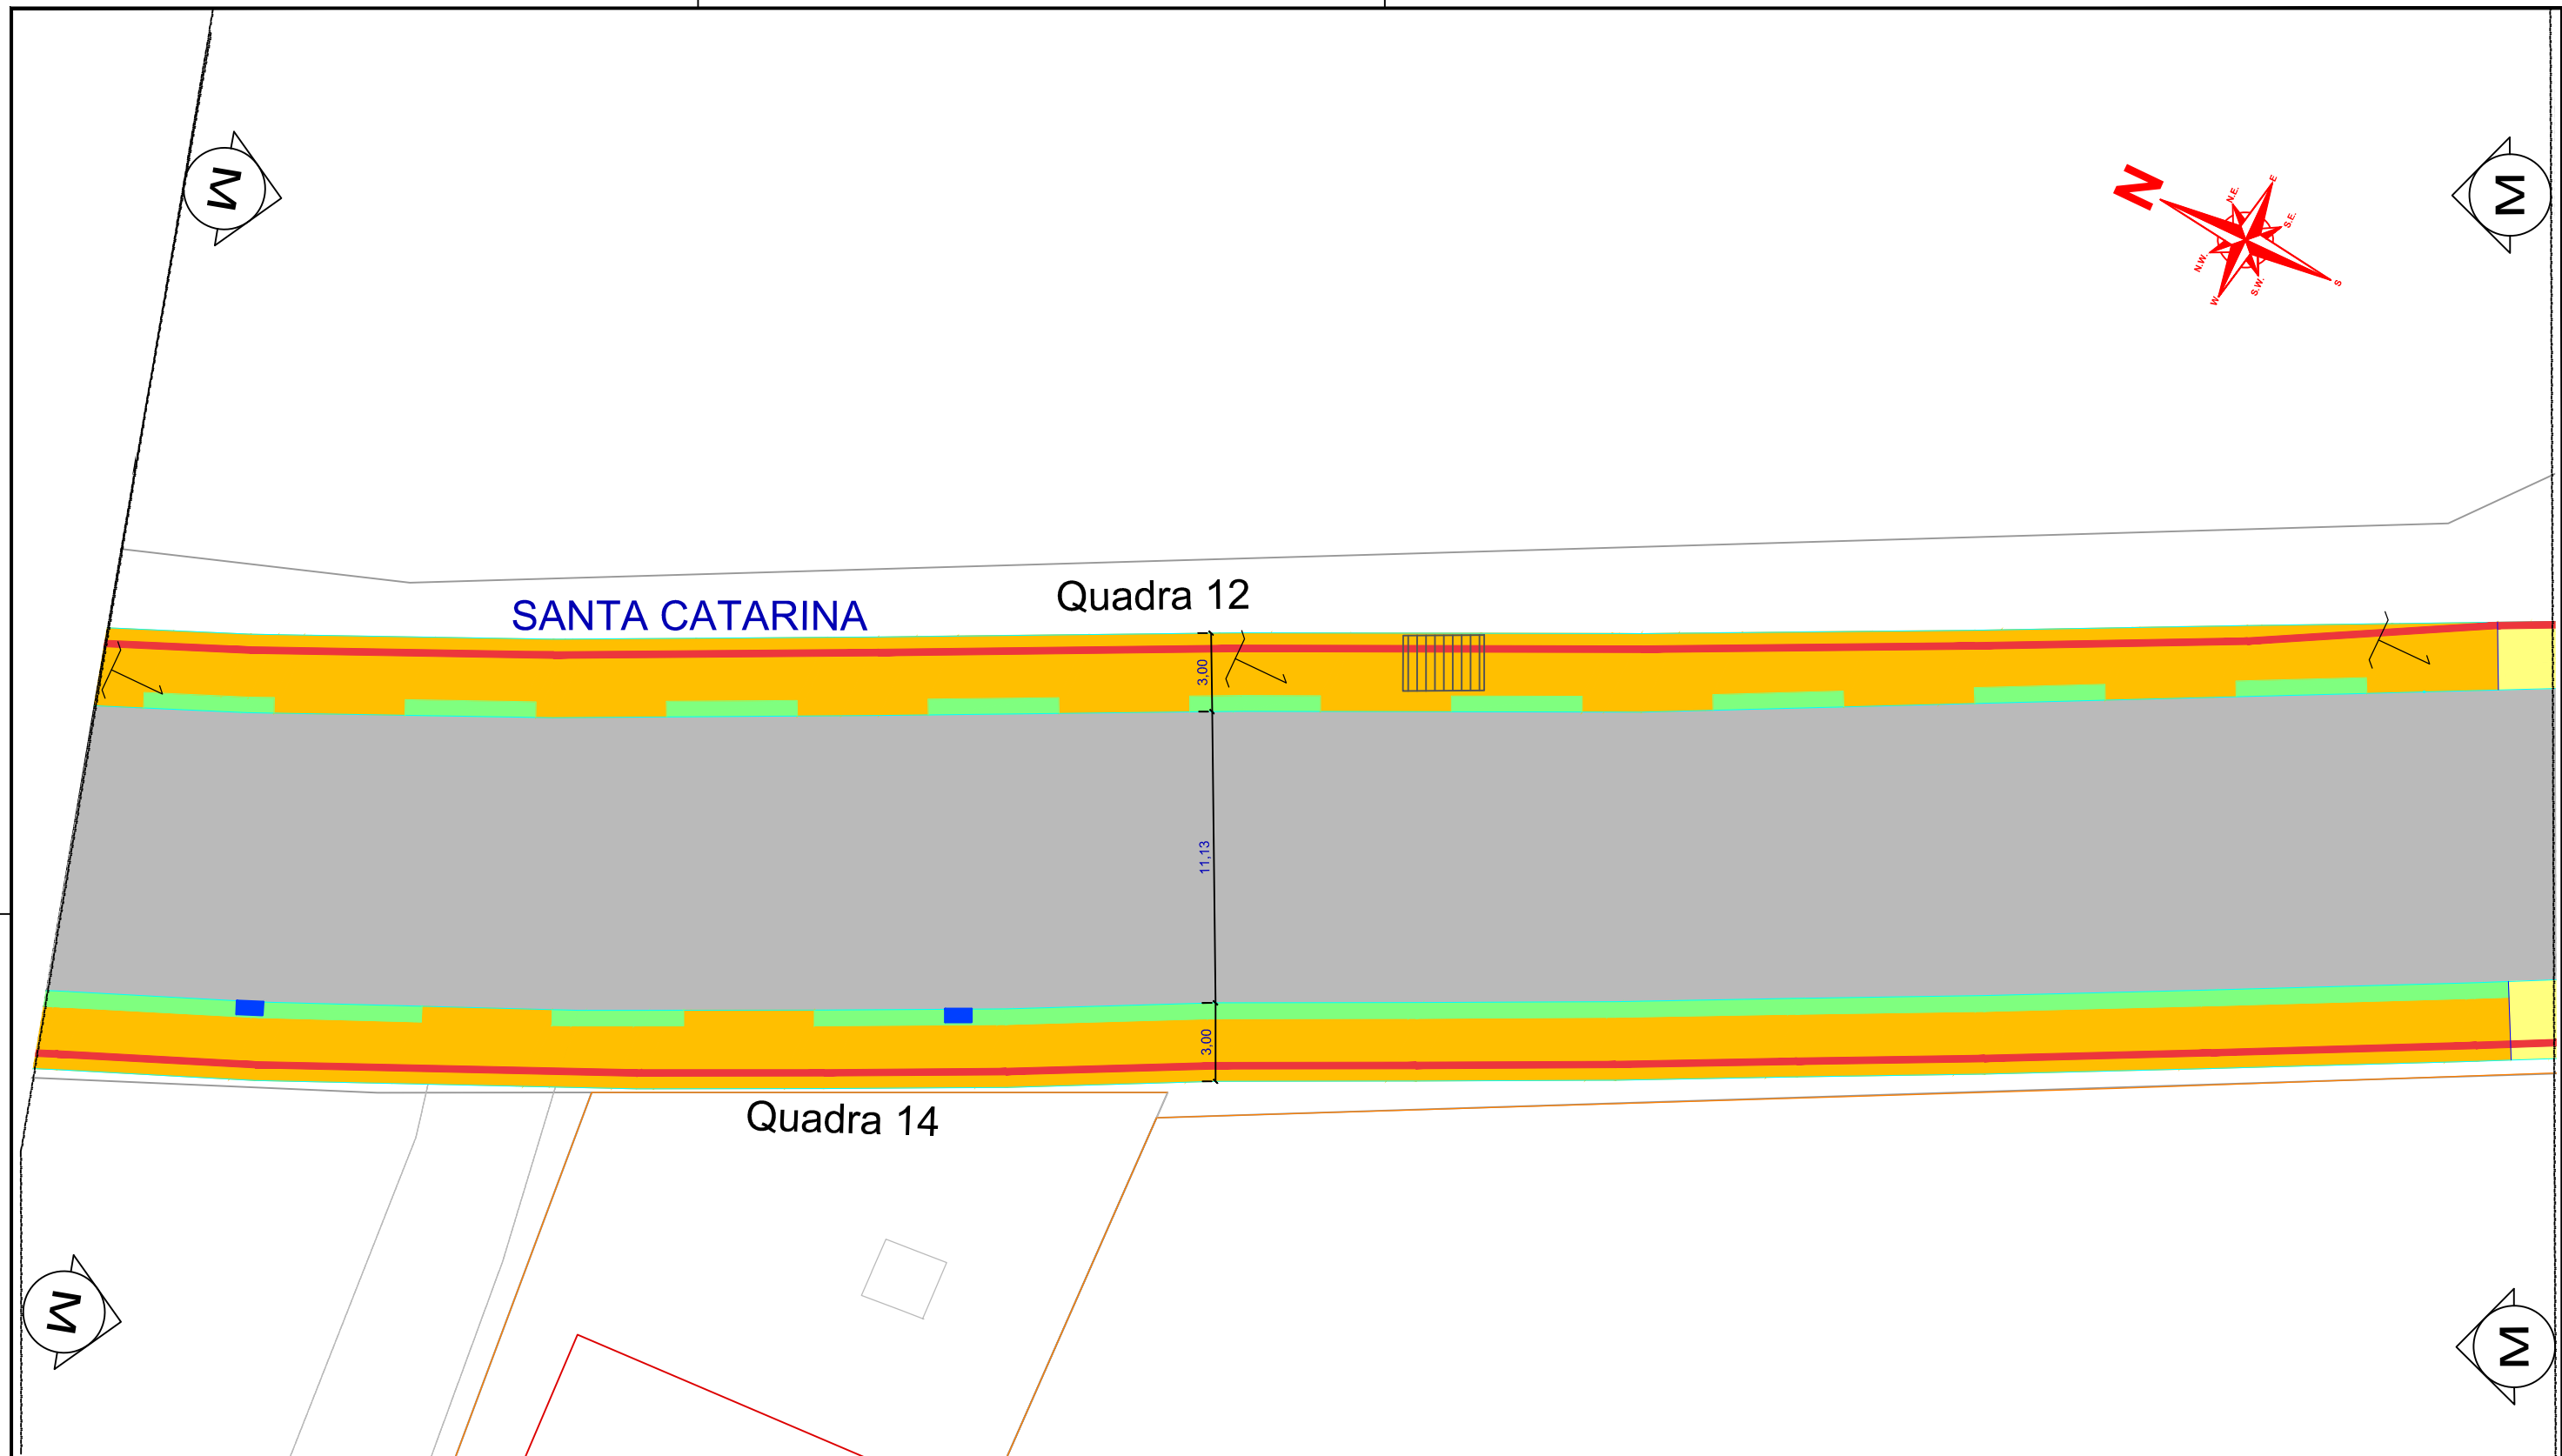 M
M
N
N.E.
E
S.E.
N.W.
S
W
S.W.
Quadra 12
SANTA CATARINA
3,00
11,13
3,00
Quadra 14
M
M